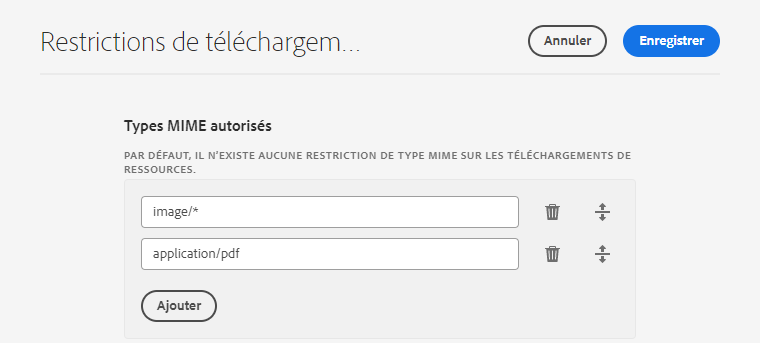 Restrictions de téléchargem...
Annuler
Enregistrer
Types MIME autorisés
PAR DÉFAUT, IL N'EXISTE AUCUNE RESTRICTION DE TYPE MIME SUR LES TÉLÉCHARGEMENTS DE
RESSOURCES.
image/*
application/pdf
Ajouter